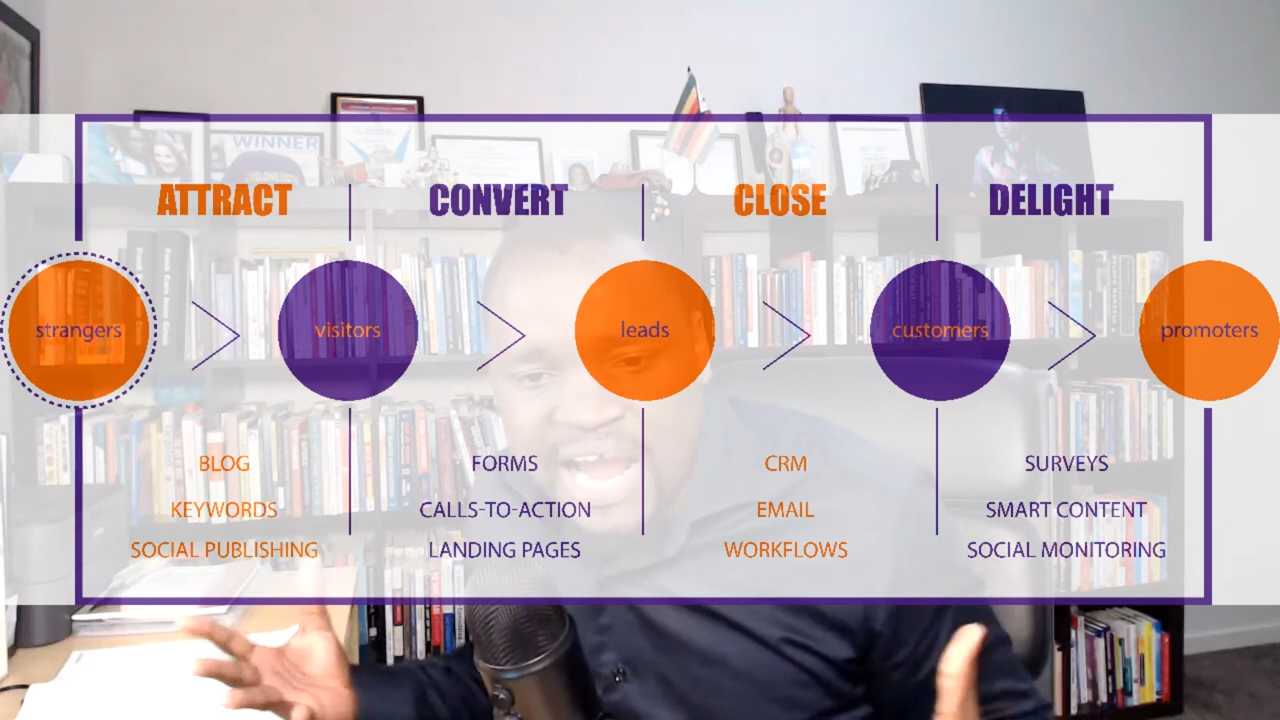 WINNER
ATTRACT
CONVERT
CLOSE
DELIGHT
strangers
visitors
leads
customers
promoters
BLOG
FORMS
CRM
SURVEYS
KEYWORDS
CALLS-TO-ACTION
EMAIL
SMART CONTENT
SOCIAL PUBLISHING
LANDING PAGES
WORKFLOWS
SOCIAL MONITORING